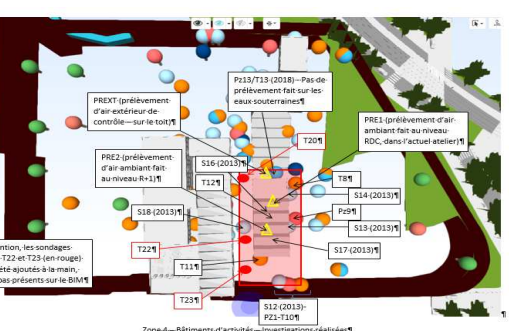 Pz13/T13·(2018)·–·Pas·de·
prélèvement·fait·sur·les·
eaux·souterraines¶
PREXT·(prélèvement·
d'air·extérieur·de·
contrôle·–·sur·le·toit)¶
PRE1·(prélèvement·d'air·
ambiant·fait·au·niveau·
RDC,·dans·l'actuel·atelier)¶
T20¶
PRE2·(prélèvement·
d'air·ambiant·fait·
au·niveau·R+1)¶
S16·(2013)¶
T12¶
T8¶
S14·(2013)¶
S18·(2013)¶
Pz9¶
S13·(2013)¶
T22¶
S17·(2013)¶
ntion,·les·sondages·
T22·et·T23·(en·rouge)·
été·ajoutés·à·la·main,·
pas·présents·sur·le·BIM¶
T11¶
T23¶
S12·(2013)-
PZ1-T10¶
Zone·4·–·Bâtiments·d'activités·–·Investigations·réalisées¶